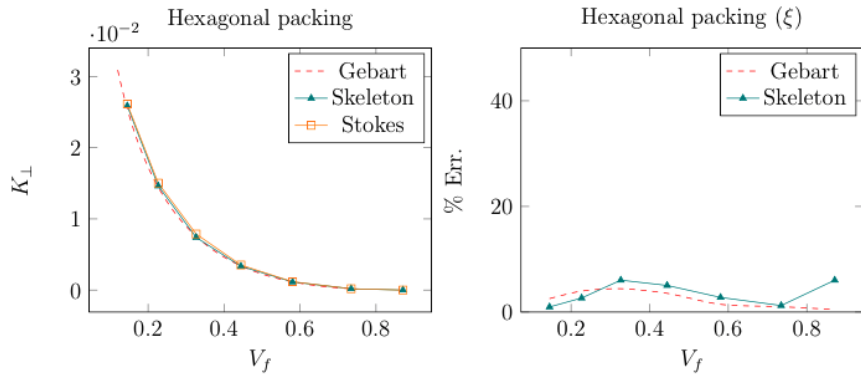 Hexagonal packing
·10⁻²
Gebart
Skeleton
Stokes
3
2
1
0
K⊥
0.2 0.4 0.6 0.8
V_f
Hexagonal packing (ξ)
Gebart
Skeleton
40
20
0
% Err.
0.2 0.4 0.6 0.8
V_f